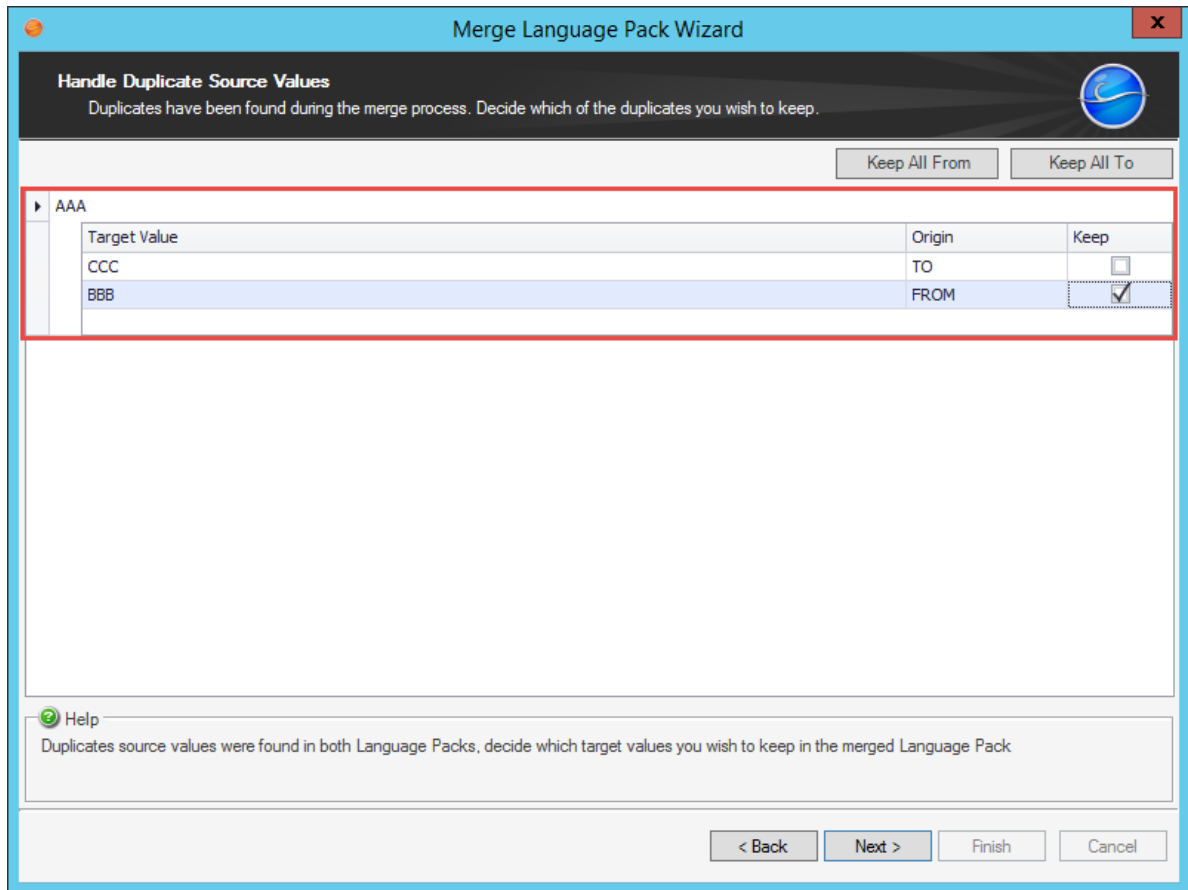 Merge Language Pack Wizard
x
Handle Duplicate Source Values
Duplicates have been found during the merge process. Decide which of the duplicates you wish to keep.
Keep All From Keep All To
AAA
Target Value Origin Keep
CCC TO
BBB FROM
Help
Duplicates source values were found in both Language Packs, decide which target values you wish to keep in the merged Language Pack
< Back Next > Finish Cancel